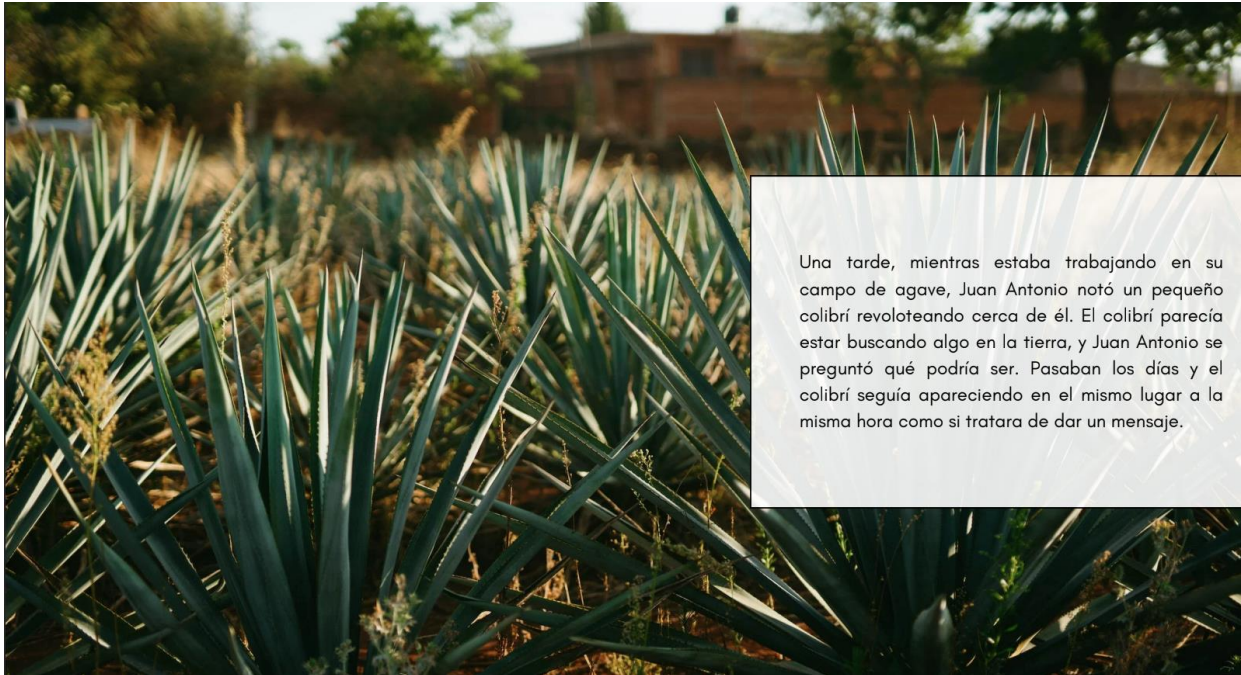 Una tarde, mientras estaba trabajando en su
campo de agave, Juan Antonio notó un pequeño
colibrí revoloteando cerca de él. El colibrí parecía
estar buscando algo en la tierra, y Juan Antonio se
preguntó qué podría ser. Pasaban los días y el
colibrí seguía apareciendo en el mismo lugar a la
misma hora como si tratara de dar un mensaje.